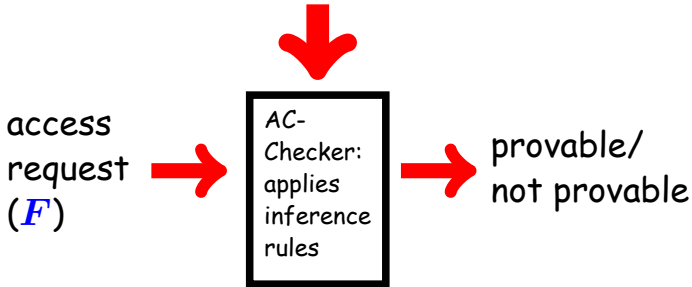 access
request
(F)
AC-
Checker:
applies
inference
rules
provable/
not provable